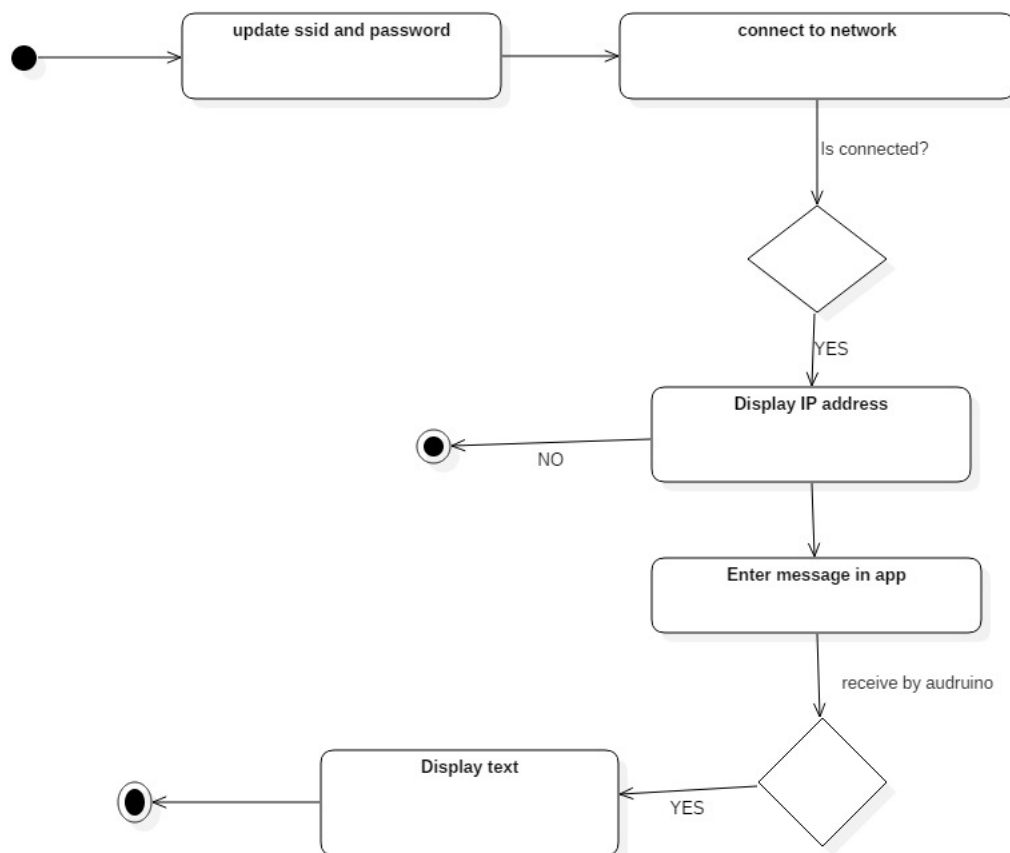 update ssid and password
connect to network
Is connected?
YES
Display IP address
NO
Enter message in app
receive by audruino
Display text
YES